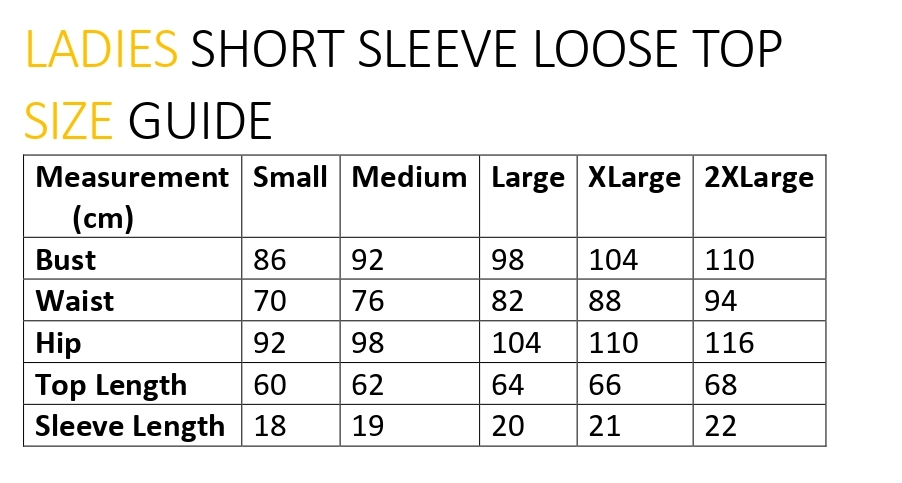 LADIES SHORT SLEEVE LOOSE TOP
SIZE GUIDE
Measurement (cm) Small Medium Large XLarge 2XLarge
Bust 86 92 98 104 110
Waist 70 76 82 88 94
Hip 92 98 104 110 116
Top Length 60 62 64 66 68
Sleeve Length 18 19 20 21 22